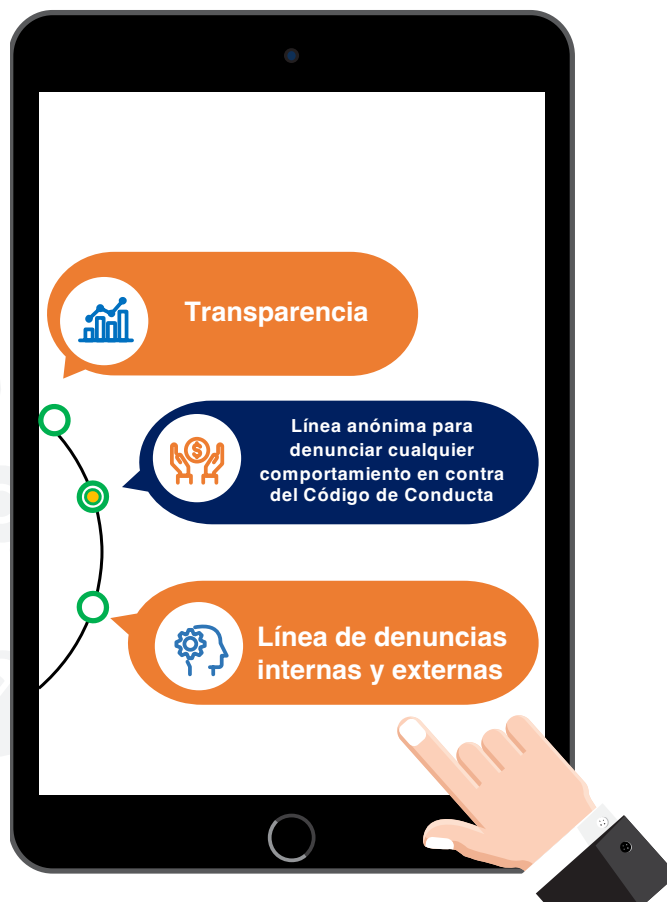 Transparencia
Línea anónima para
denunciar cualquier
comportamiento en contra
del Código de Conducta
Línea de denuncias
internas y externas